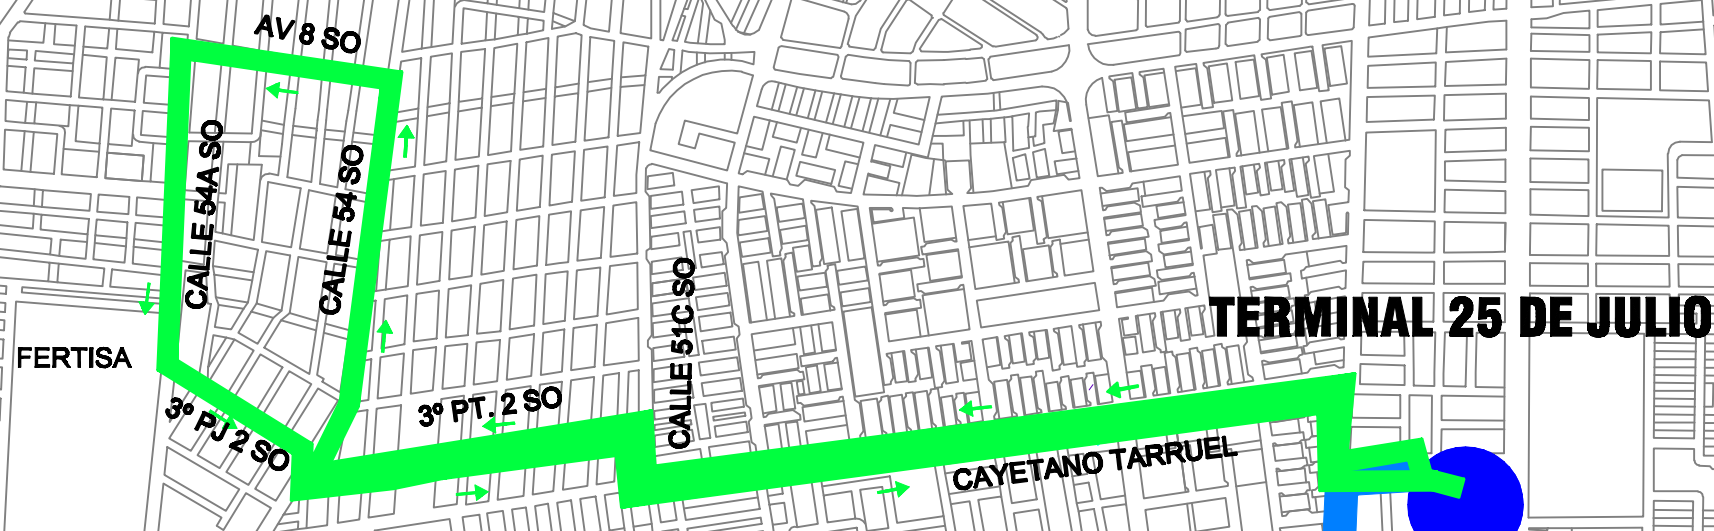 AV 8 SO
CALLE 54A SO
CALLE 54 SO
CALLE 51C SO
TERMINAL 25 DE JULIO
FERTISA
3º PJ 2 SO
3º PT. 2 SO
CAYETANO TARRUEL